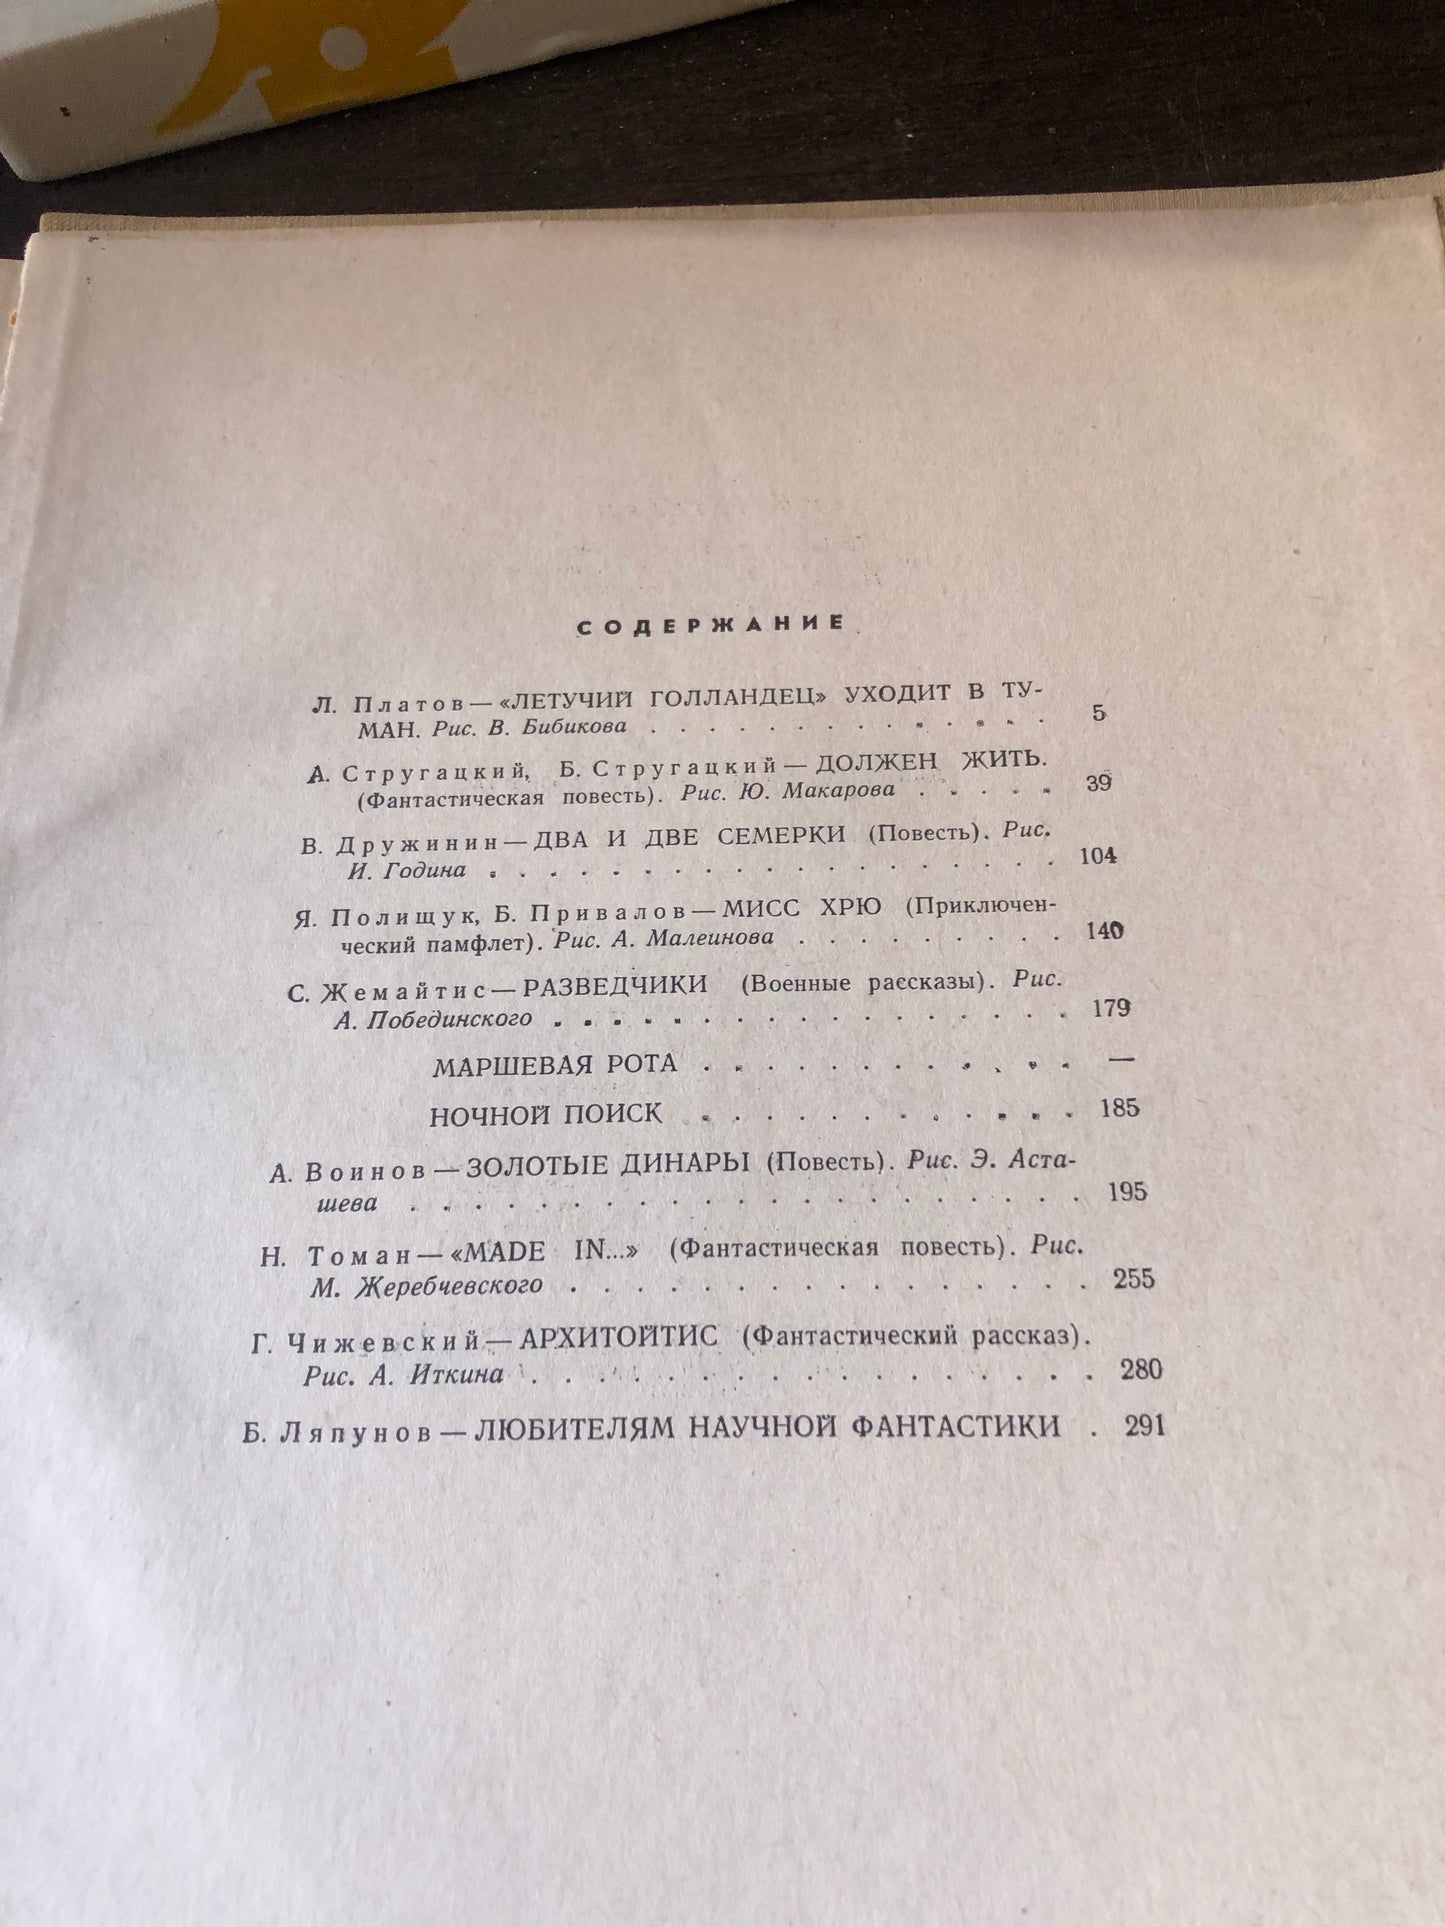 СОДЕРЖАНИЕ
Л. Платов — «ЛЕТУЧИЙ ГОЛЛАНДЕЦ» УХОДИТ В ТУ-
МАН. Рис. В. Бибикова . . . . . . . . . . . . . . 5
А. Стругацкий, Б. Стругацкий — ДОЛЖЕН ЖИТЬ.
(Фантастическая повесть). Рис. Ю. Макарова . . . . . 39
В. Дружинин — ДВА И ДВЕ СЕМЕРКИ (Повесть). Рис.
И. Година . . . . . . . . . . . . . . . . . . 104
Я. Полищук, Б. Привалов — МИСС ХРЮ (Приключен-
ческий памфлет). Рис. А. Малеинова . . . . . . . . . 140
С. Жемайтис — РАЗВЕДЧИКИ (Военные рассказы). Рис.
А. Побединского . . . . . . . . . . . . . . . . . 179
МАРШЕВАЯ РОТА . . . . . . . . . . . . —
НОЧНОЙ ПОИСК . . . . . . . . . . . . 185
А. Воинов — ЗОЛОТЫЕ ДИНАРЫ (Повесть). Рис. Э. Аста-
шева . . . . . . . . . . . . . . . . . . . . . 195
Н. Томан — «MADE IN...» (Фантастическая повесть). Рис.
М. Жеребчевского . . . . . . . . . . . . . . . . 255
Г. Чижевский — АРХИТОЙТИС (Фантастический рассказ).
Рис. А. Иткина . . . . . . . . . . . . . . . . . 280
Б. Ляпунов — ЛЮБИТЕЛЯМ НАУЧНОЙ ФАНТАСТИКИ . 291